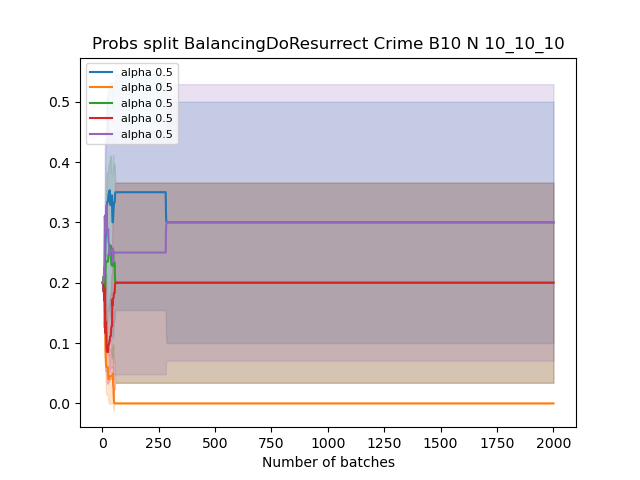 Probs split BalancingDoResurrect Crime B10 N 10_10_10
alpha 0.5
alpha 0.5
alpha 0.5
alpha 0.5
alpha 0.5
0.5
0.4
0.3
0.2
0.1
0.0
0 250 500 750 1000 1250 1500 1750 2000
Number of batches